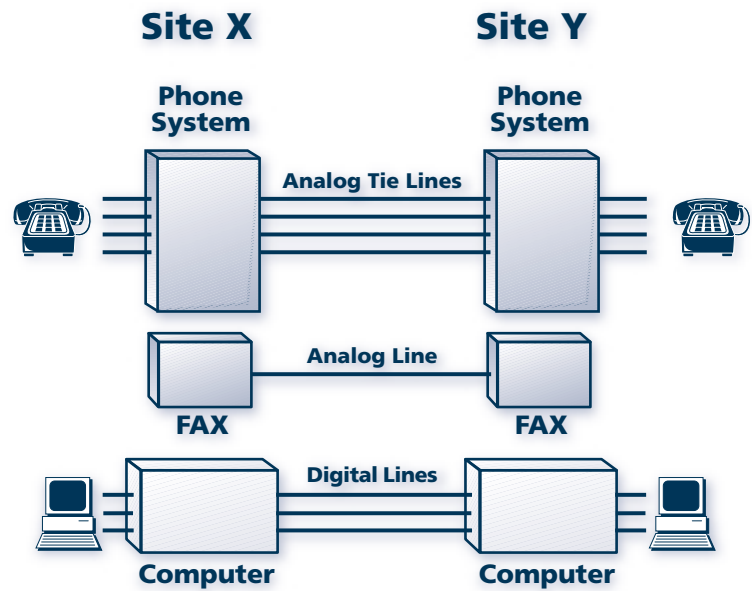 Site X
Site Y
Phone
System
Phone
System
Analog Tie Lines
Analog Line
FAX
FAX
Digital Lines
Computer
Computer